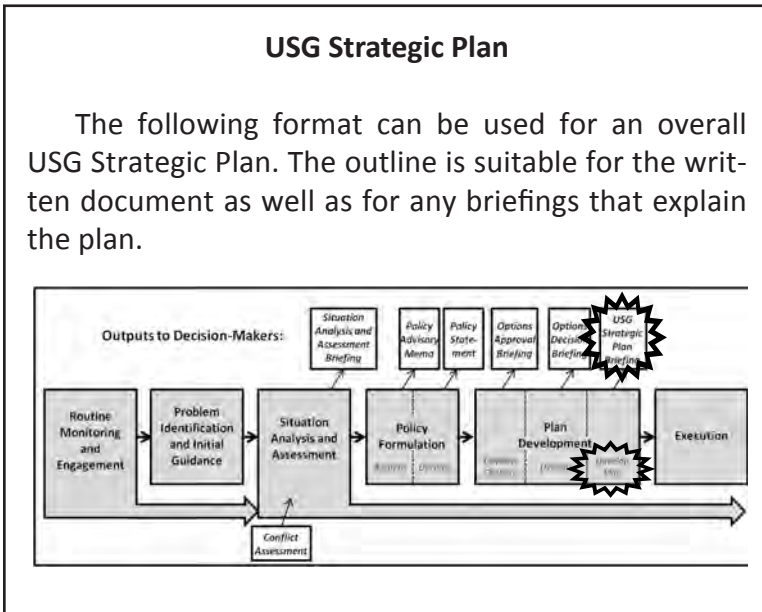 USG Strategic Plan
The following format can be used for an overall
USG Strategic Plan. The outline is suitable for the writ-
ten document as well as for any briefings that explain
the plan.
Outputs to Decision-Makers:
Situation
Analysis and
Assessment
Briefing
Policy
Advisory
Memo
Policy
State-
ment
Options
Approval
Briefing
Options
Decision
Briefing
USG
Strategic
Plan
Briefing
Routine
Monitoring
and
Engagement
Problem
Identification
and Initial
Guidance
Situation
Analysis and
Assessment
Policy
Formulation
Plan
Development
Execution
Conflict
Assessment